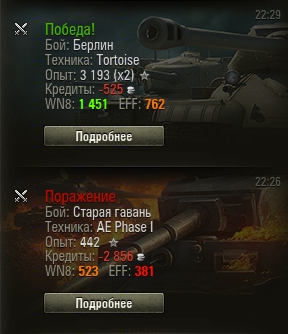 22:29
Победа!
Бой: Берлин
Техника: Tortoise
Опыт: 3 193 (x2)
Кредиты: -525
WN8: 1 451 EFF: 762
Подробнее
22:26
Поражение
Бой: Старая гавань
Техника: AE Phase I
Опыт: 442
Кредиты: -2 856
WN8: 523 EFF: 381
Подробнее